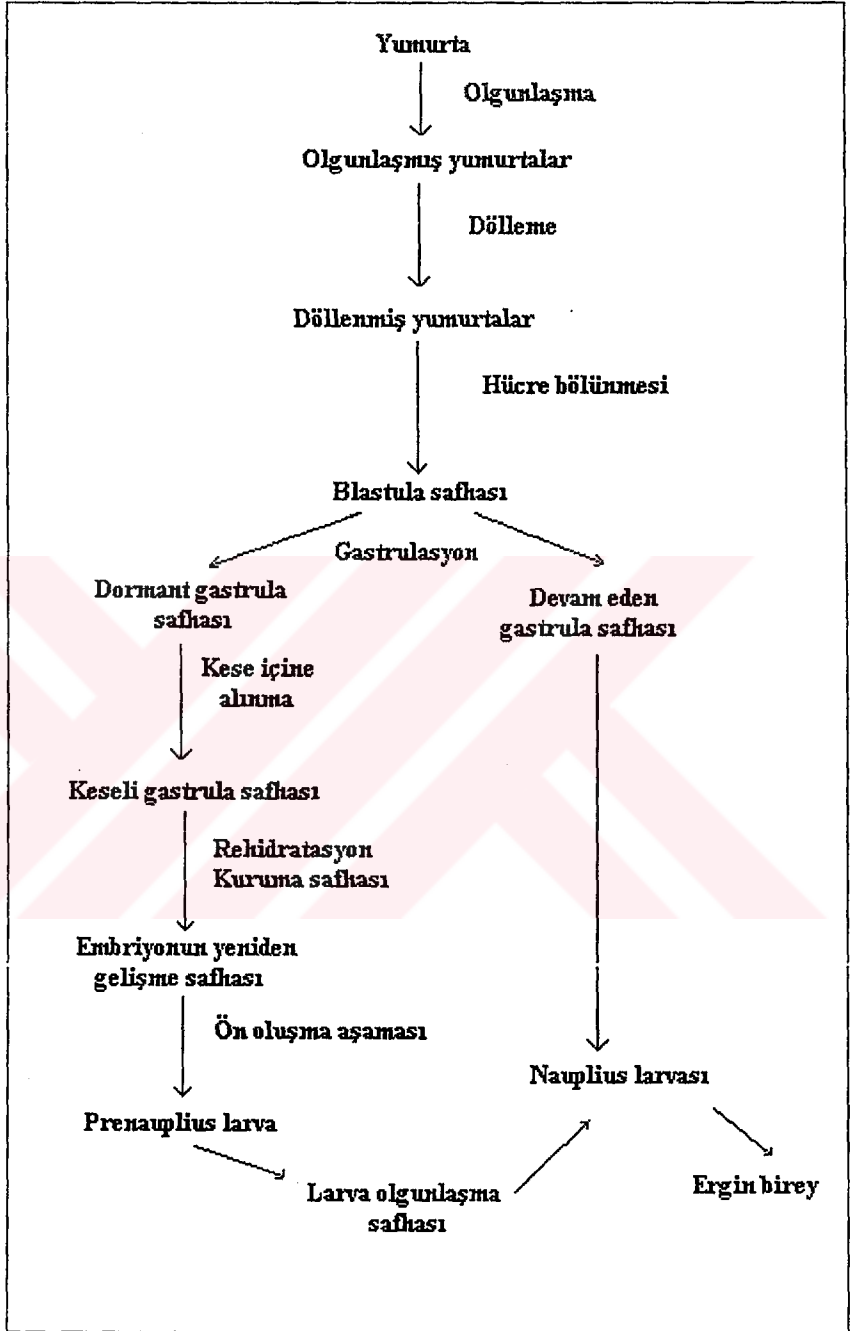 Yumurta
Olgunlaşma
Olgunlaşmış yumurtalar
Dölleme
Döllenmiş yumurtalar
Hücre bölünmesi
Blastula safhası
Gastrulasyon
Dormant gastrula
safhası
Devam eden
gastrula safhası
Kese içine
alınma
Keseli gastrula safhası
Rehidratasyon
Kuruma safhası
Embriyonun yeniden
gelişme safhası
Ön oluşma aşaması
Nauplius larvası
Prenauplius larva
Larva olgunlaşma
safhası
Ergin birey